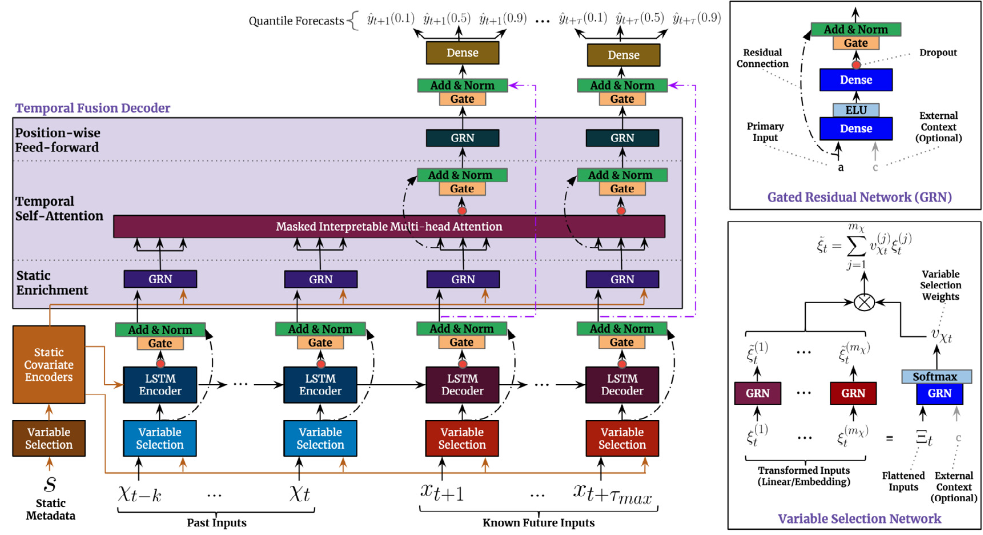 Quantile Forecasts { ŷt+1(0.1) ŷt+1(0.5) ŷt+1(0.9) ... ŷt+τ(0.1) ŷt+τ(0.5) ŷt+τ(0.9)
Dense Dense
Add & Norm Add & Norm
Gate Gate
Temporal Fusion Decoder
Position-wise
Feed-forward
GRN GRN
Add & Norm Add & Norm
Gate Gate
Temporal
Self-Attention
Masked Interpretable Multi-head Attention
Static
Enrichment
GRN GRN GRN GRN
Add & Norm Add & Norm Add & Norm Add & Norm
Gate Gate Gate Gate
Static
Covariate
Encoders
LSTM
Encoder
...
LSTM
Encoder
LSTM
Decoder
...
LSTM
Decoder
Variable
Selection
Variable
Selection
Variable
Selection
Variable
Selection
Variable
Selection
s
Static
Metadata
χt−k ... χt xt+1 ... xt+τmax
Past Inputs Known Future Inputs
Add & Norm
Gate
Residual
Connection
Dropout
Dense
ELU
Dense
Primary
Input
External
Context
(Optional)
a c
Gated Residual Network (GRN)
ξ̃t = ∑ j=1 mχ vχt(j) ξ̃t(j)
Variable
Selection
Weights
vχt
ξ̃t(1) ... ξ̃t(mχ)
Softmax
GRN ... GRN GRN
ξt(1) ... ξt(mχ) = Ξt c
Transformed Inputs
(Linear/Embedding)
Flattened
Inputs
External
Context
(Optional)
Variable Selection Network